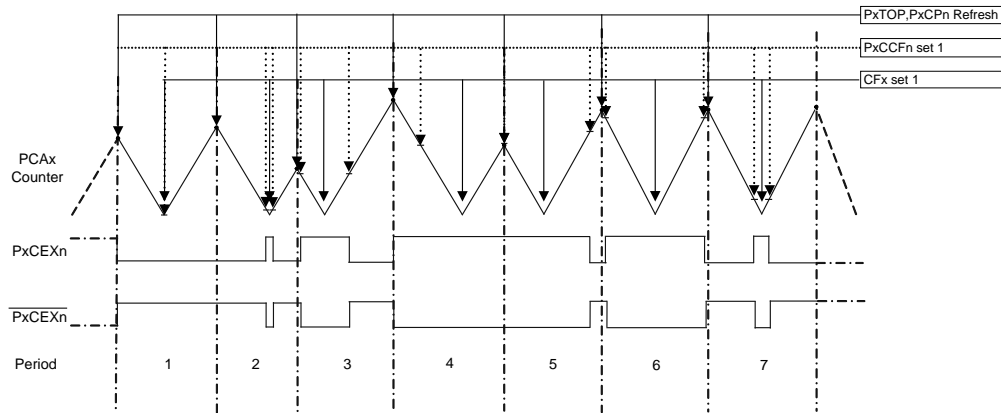 PxTOP,PxCPn Refresh
PxCCFn set 1
CFx set 1
PCAx
Counter
PxCEXn
PxCEXn
Period 1 2 3 4 5 6 7